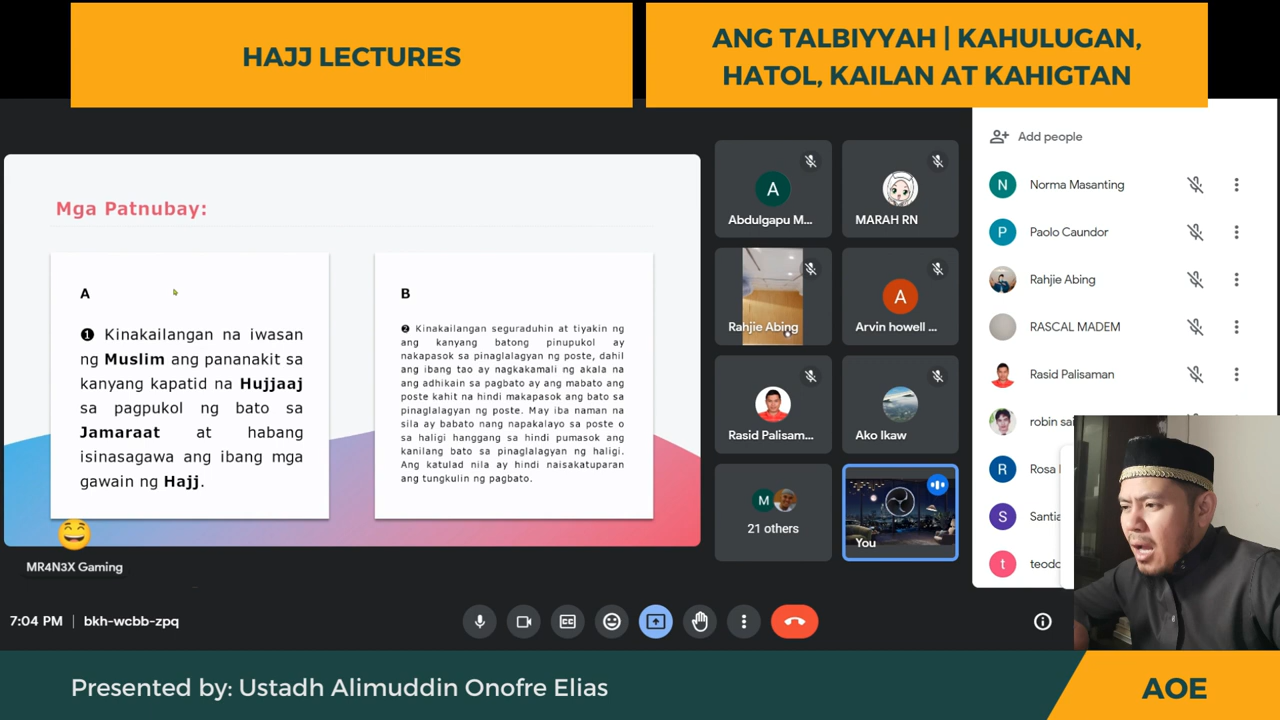 HAJJ LECTURES
ANG TALBIYYAH | KAHULUGAN,
HATOL, KAILAN AT KAHIGTAN
Mga Patnubay:
A
❶ Kinakailangan na iwasan
ng Muslim ang pananakit sa
kanyang kapatid na Hujjaaj
sa pagpukol ng bato sa
Jamaraat at habang
isinasagawa ang ibang mga
gawain ng Hajj.
B
❷ Kinakailangan seguraduhin at tiyakin ng
ang kanyang batong pinupukol ay
nakapasok sa pinaglalagyan ng poste, dahil
ang ibang tao ay nagkakamali ng akala na
ang adhikain sa pagbato ay ang mabato ang
poste kahit na hindi makapasok ang bato sa
pinaglalagyan ng poste. May iba naman na
sila ay babato nang napakalayo sa poste o
sa haligi hanggang sa hindi pumasok ang
kanilang bato sa pinaglalagyan ng haligi.
Ang katulad nila ay hindi naisakatuparan
ang tungkulin ng pagbato.
MR4N3X Gaming
A
Abdulgapu M...
MARAH RN
Rahjie Abing
A
Arvin howell ...
Rasid Palisam...
Ako Ikaw
M
21 others
You
Add people
N Norma Masanting
P Paolo Caundor
Rahjie Abing
RASCAL MADEM
Rasid Palisaman
robin sai
R Rosa
S Santia
t teodo
7:04 PM | bkh-wcbb-zpq
Presented by: Ustadh Alimuddin Onofre Elias
AOE